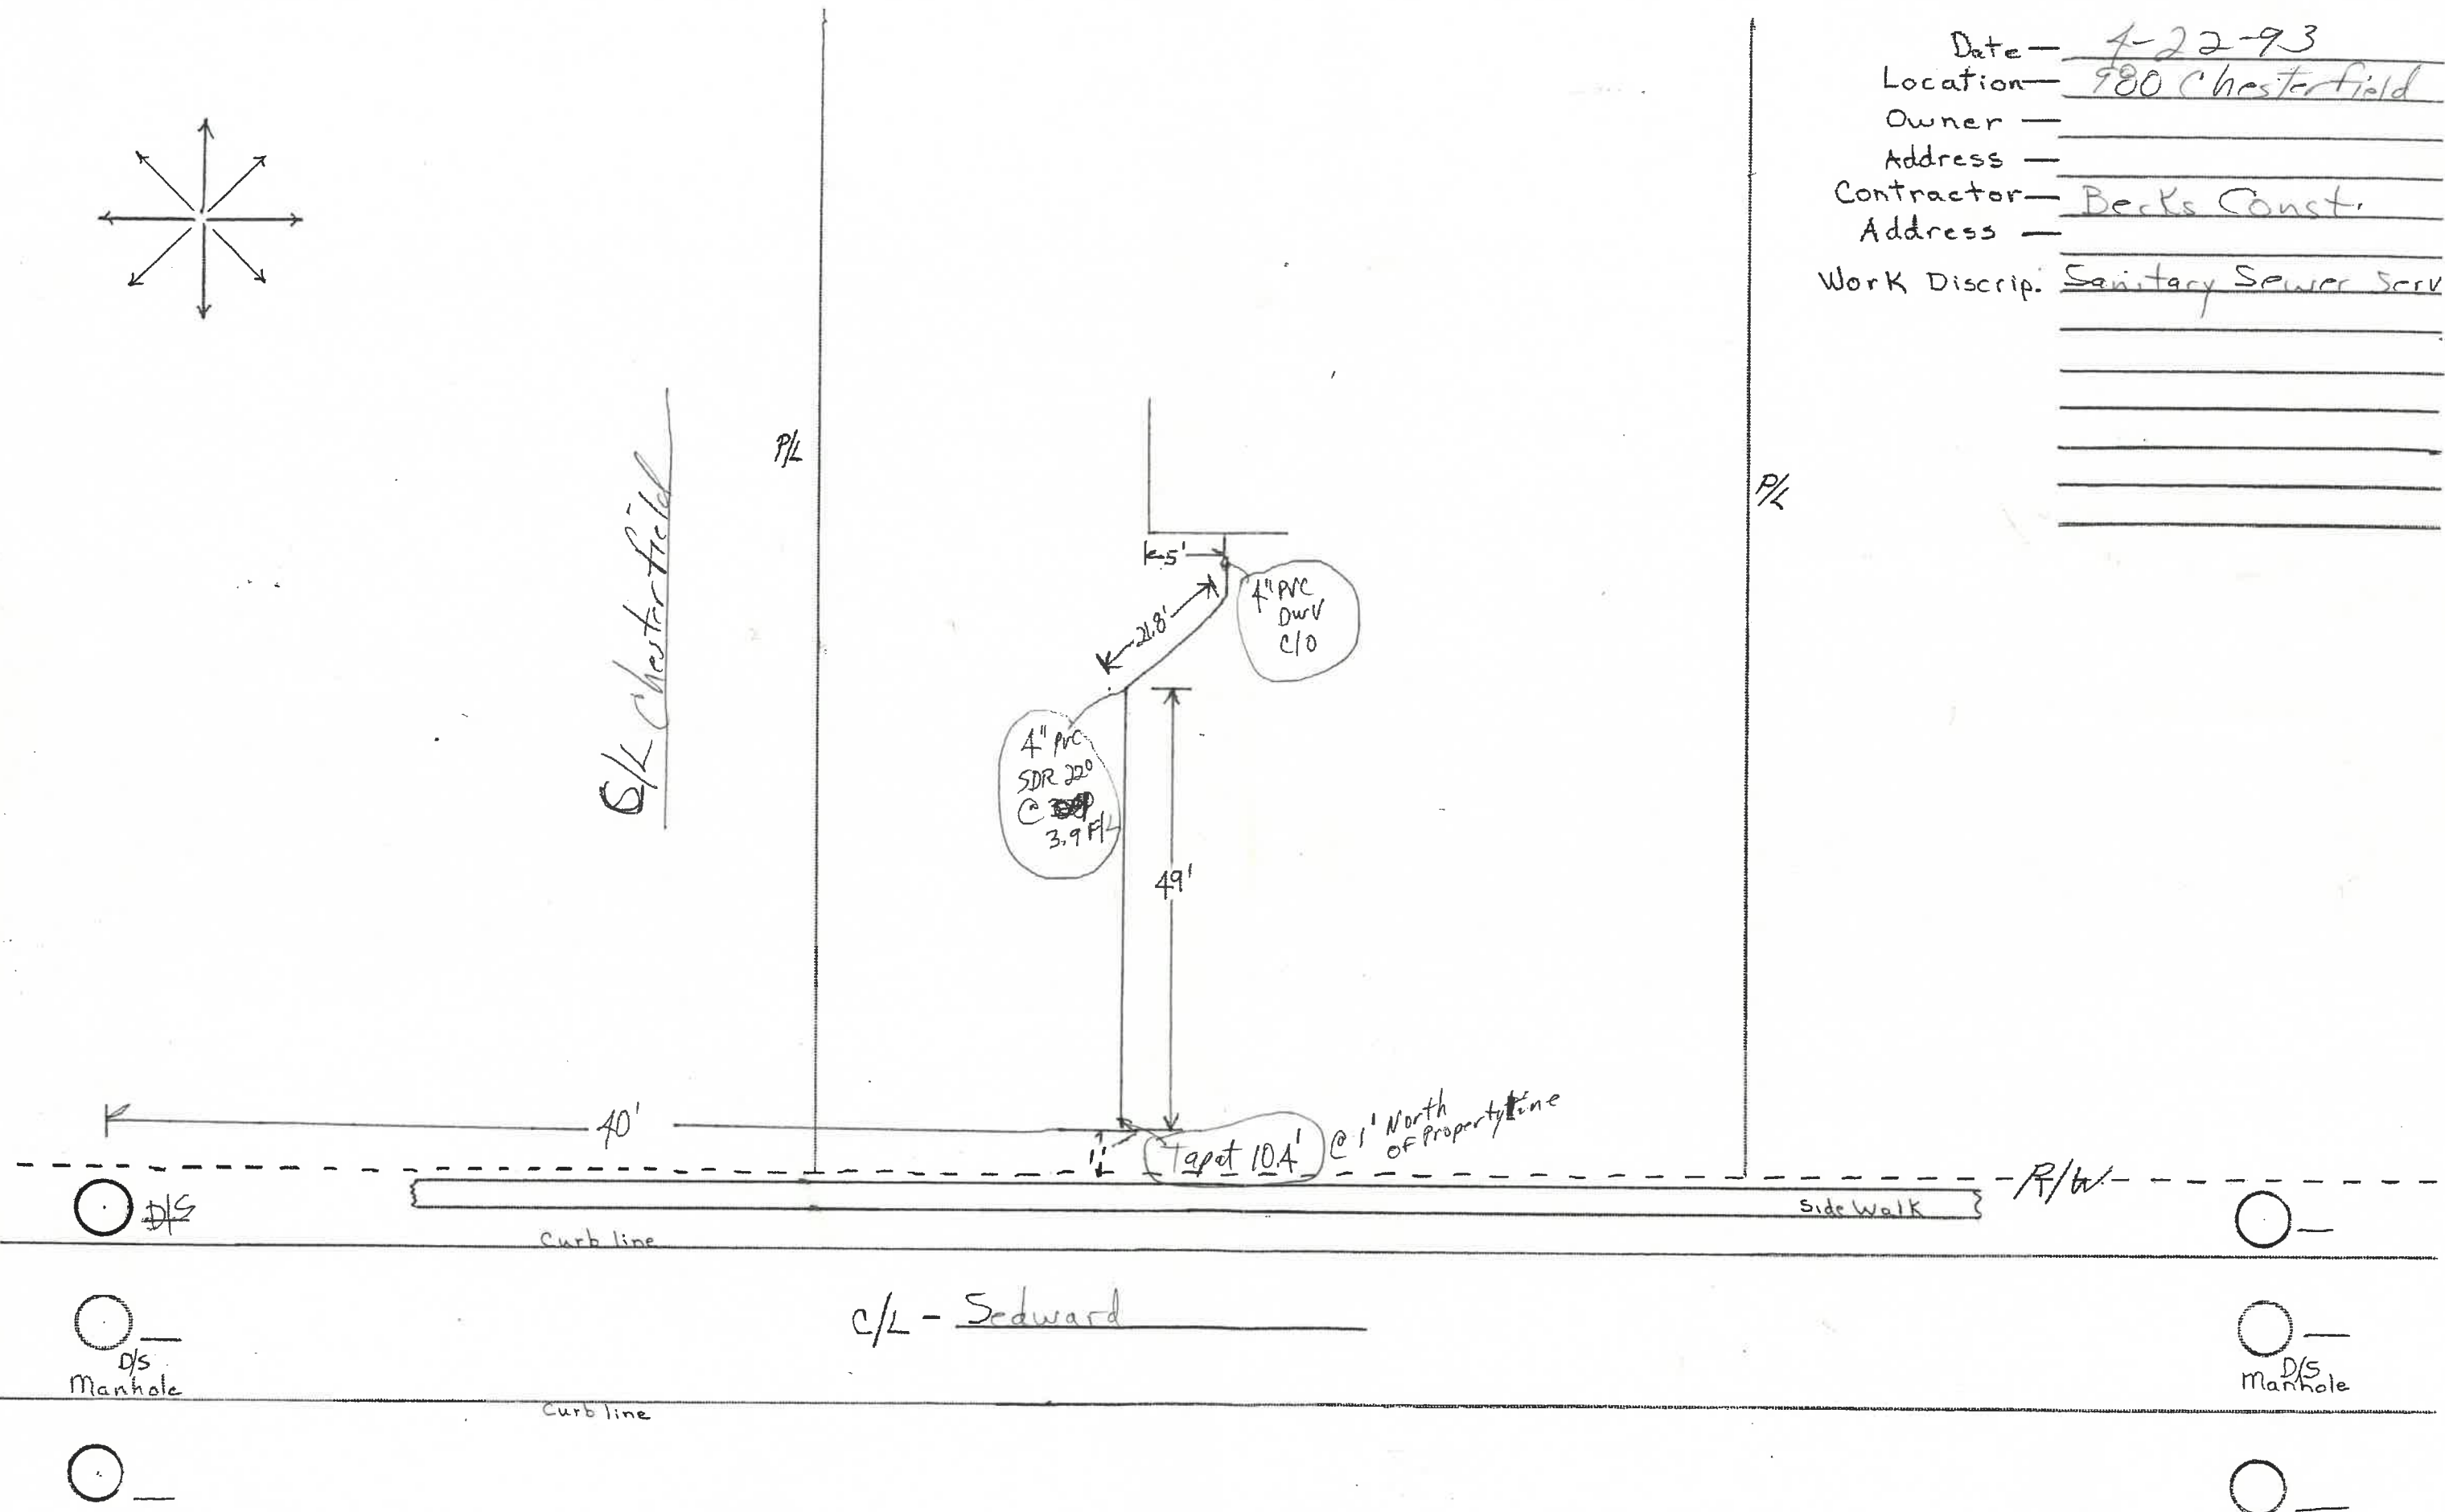 Date — 4-22-93
Location — 980 Chesterfield
Owner —
Address —
Contractor — Becks Const.
Address —
Work Discrip. Sanitary Sewer Serv
P/L
P/L
C/L Chesterfield
5'
21.8'
4" PVC
DWV
C/O
4" PVC
SDR 22°
@
3.9 F/L
49'
40'
1'
Tap at 10.4'
@ 1' North
of Property Line
R/W
D/S
Side Walk
Curb line
C/L - Sedward
D/S
Manhole
D/S
Manhole
Curb line